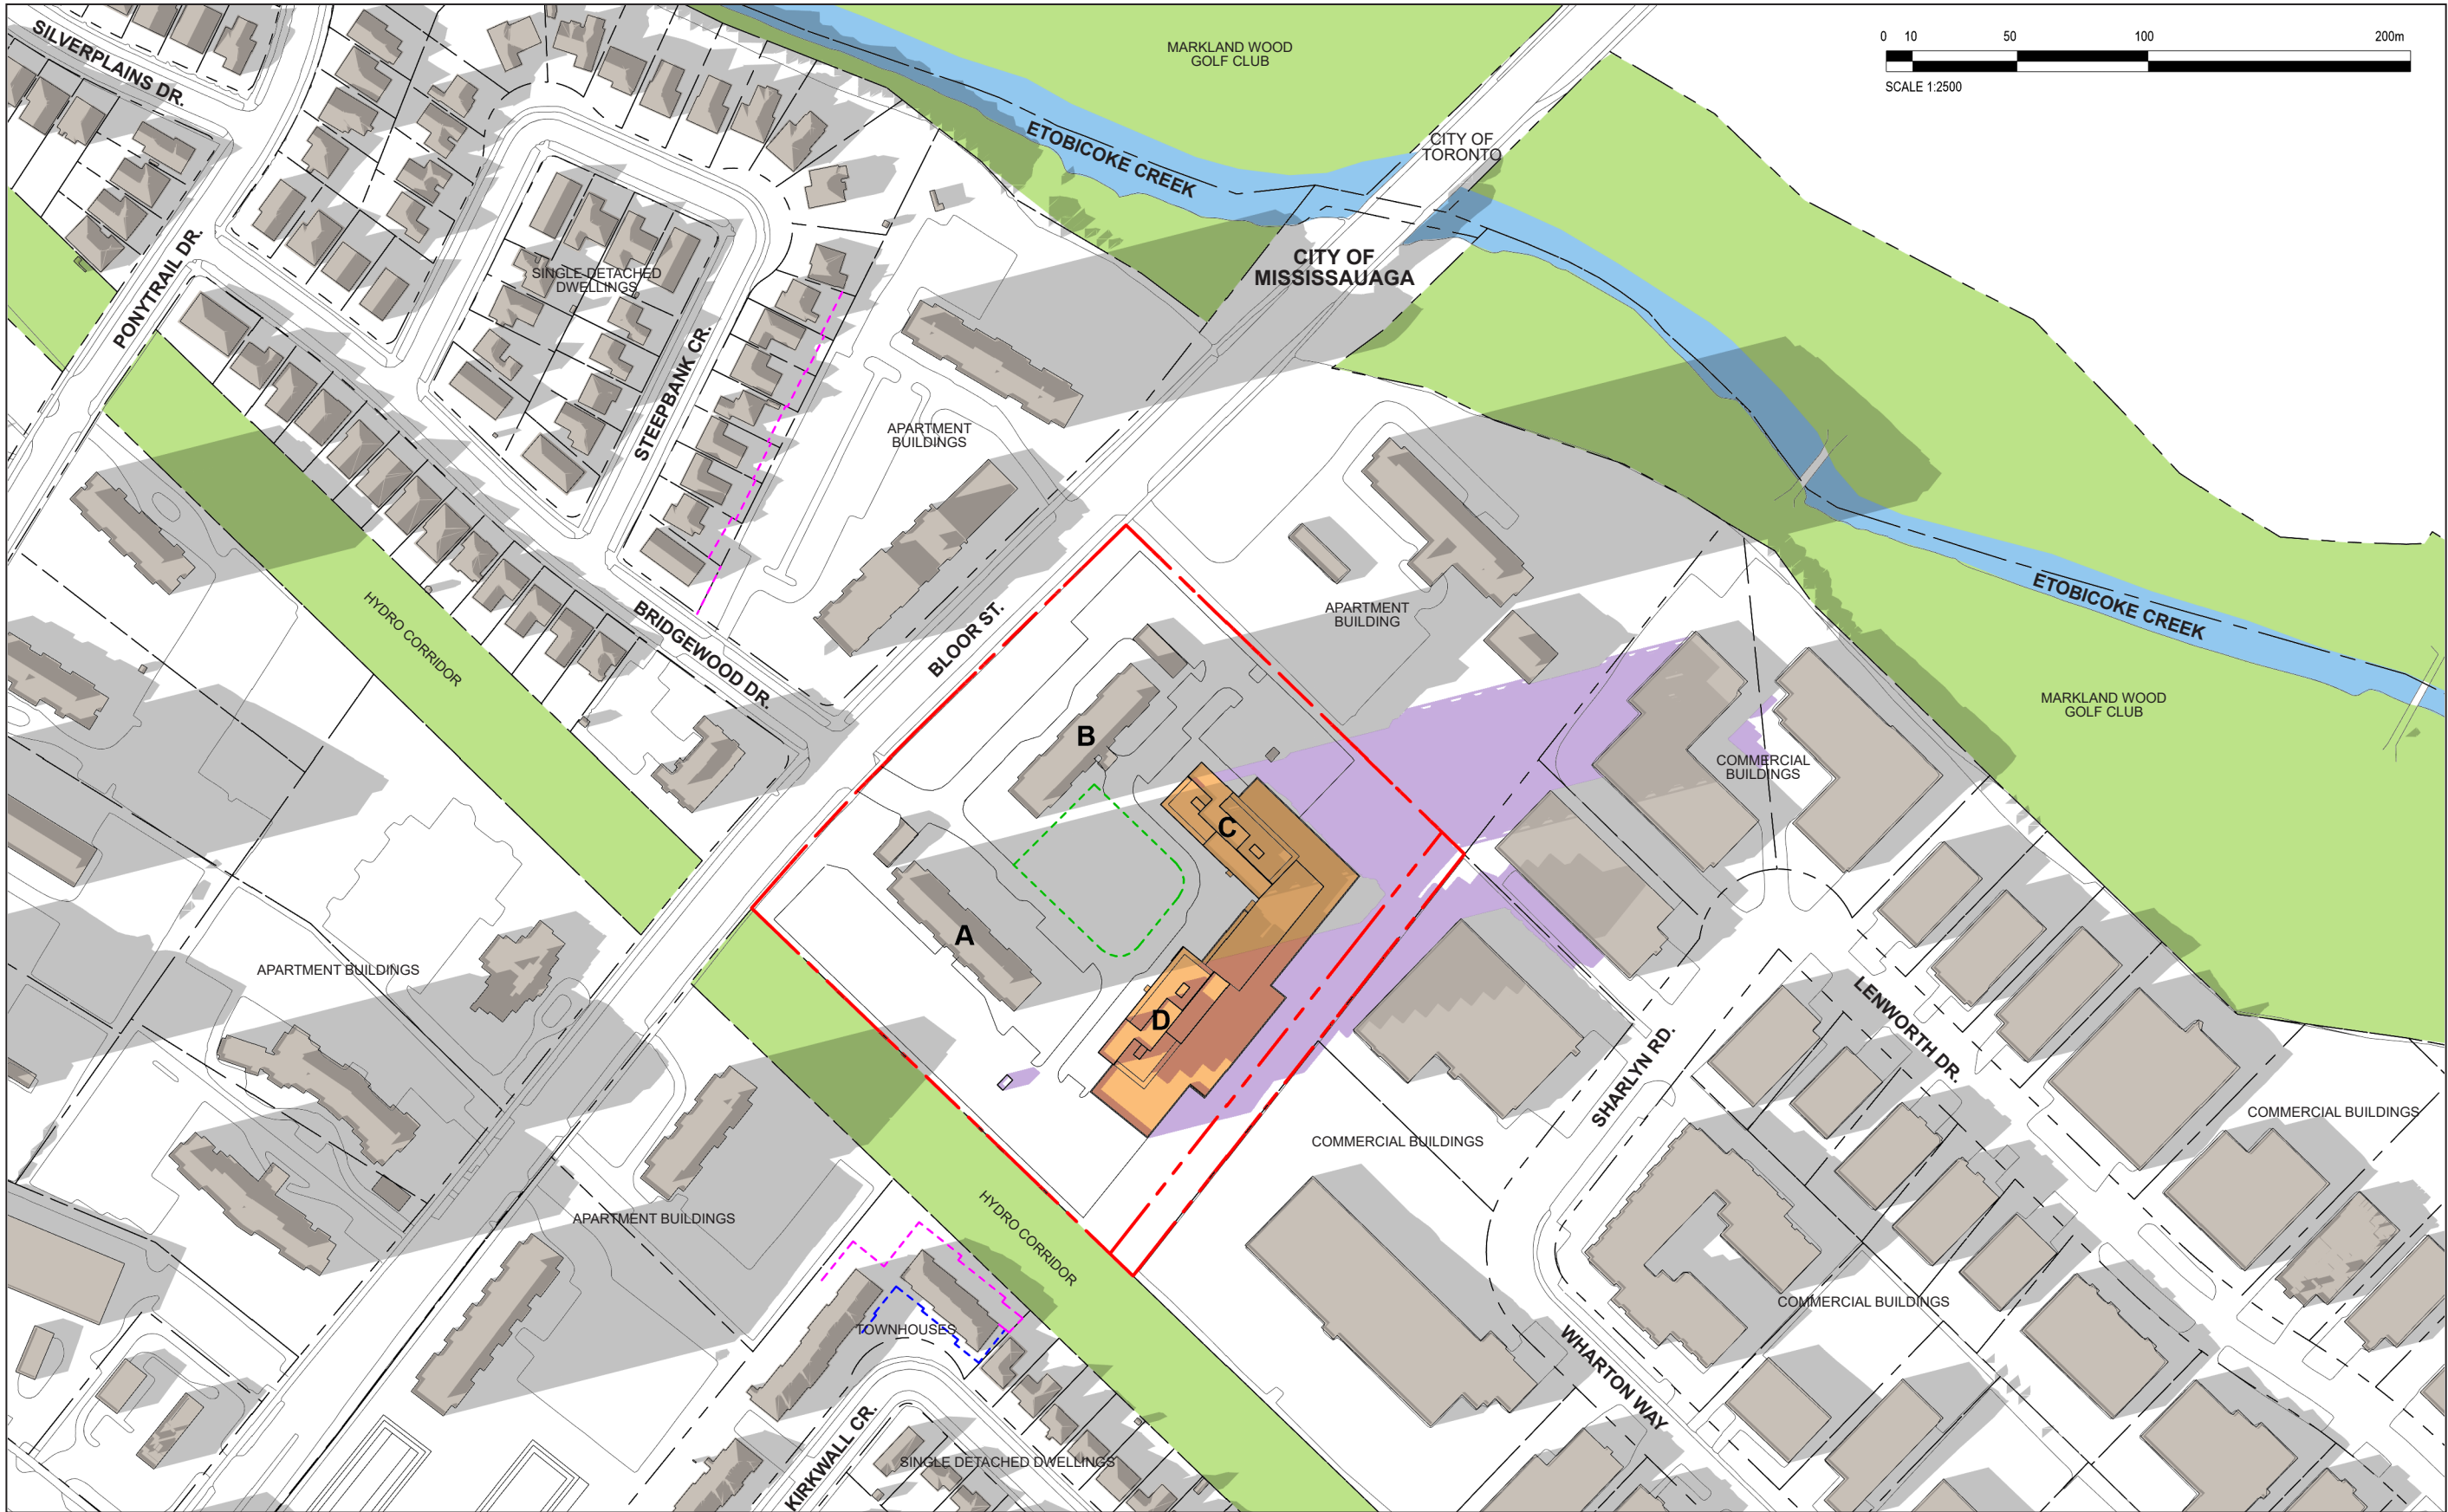 SILVERPLAINS DR.
MARKLAND WOOD
GOLF CLUB
0 10 50 100 200m
SCALE 1:2500
ETOBICOKE CREEK
CITY OF
TORONTO
CITY OF
MISSISSAUAGA
PONYTRAIL DR.
SINGLE DETACHED
DWELLINGS
STEEPBANK CR.
APARTMENT
BUILDINGS
HYDRO CORRIDOR
BRIDGEWOOD DR.
BLOOR ST.
APARTMENT
BUILDING
ETOBICOKE CREEK
MARKLAND WOOD
GOLF CLUB
B
COMMERCIAL
BUILDINGS
C
A
D
APARTMENT BUILDINGS
LENWORTH DR.
SHARLYN RD.
COMMERCIAL BUILDINGS
COMMERCIAL BUILDINGS
APARTMENT BUILDINGS
HYDRO CORRIDOR
COMMERCIAL BUILDINGS
TOWNHOUSES
WHARTON WAY
KIRKWALL CR.
SINGLE DETACHED DWELLINGS